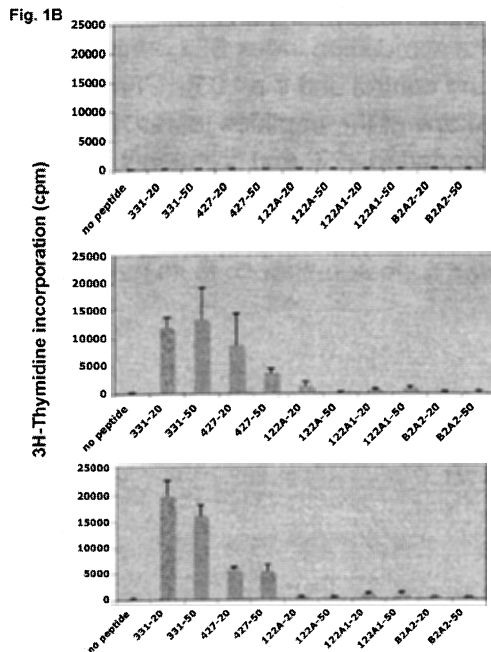 Fig. 1B
3H-Thymidine incorporation (cpm)
25000
20000
15000
10000
5000
0
no peptide
331-20
331-50
427-20
427-50
122A-20
122A-50
122A1-20
122A1-50
B2A2-20
B2A2-50
25000
20000
15000
10000
5000
0
no peptide
331-20
331-50
427-20
427-50
122A-20
122A-50
122A1-20
122A1-50
B2A2-20
B2A2-50
25000
20000
15000
10000
5000
0
no peptide
331-20
331-50
427-20
427-50
122A-20
122A-50
122A1-20
123A1-50
B2A2-20
B2A2-50